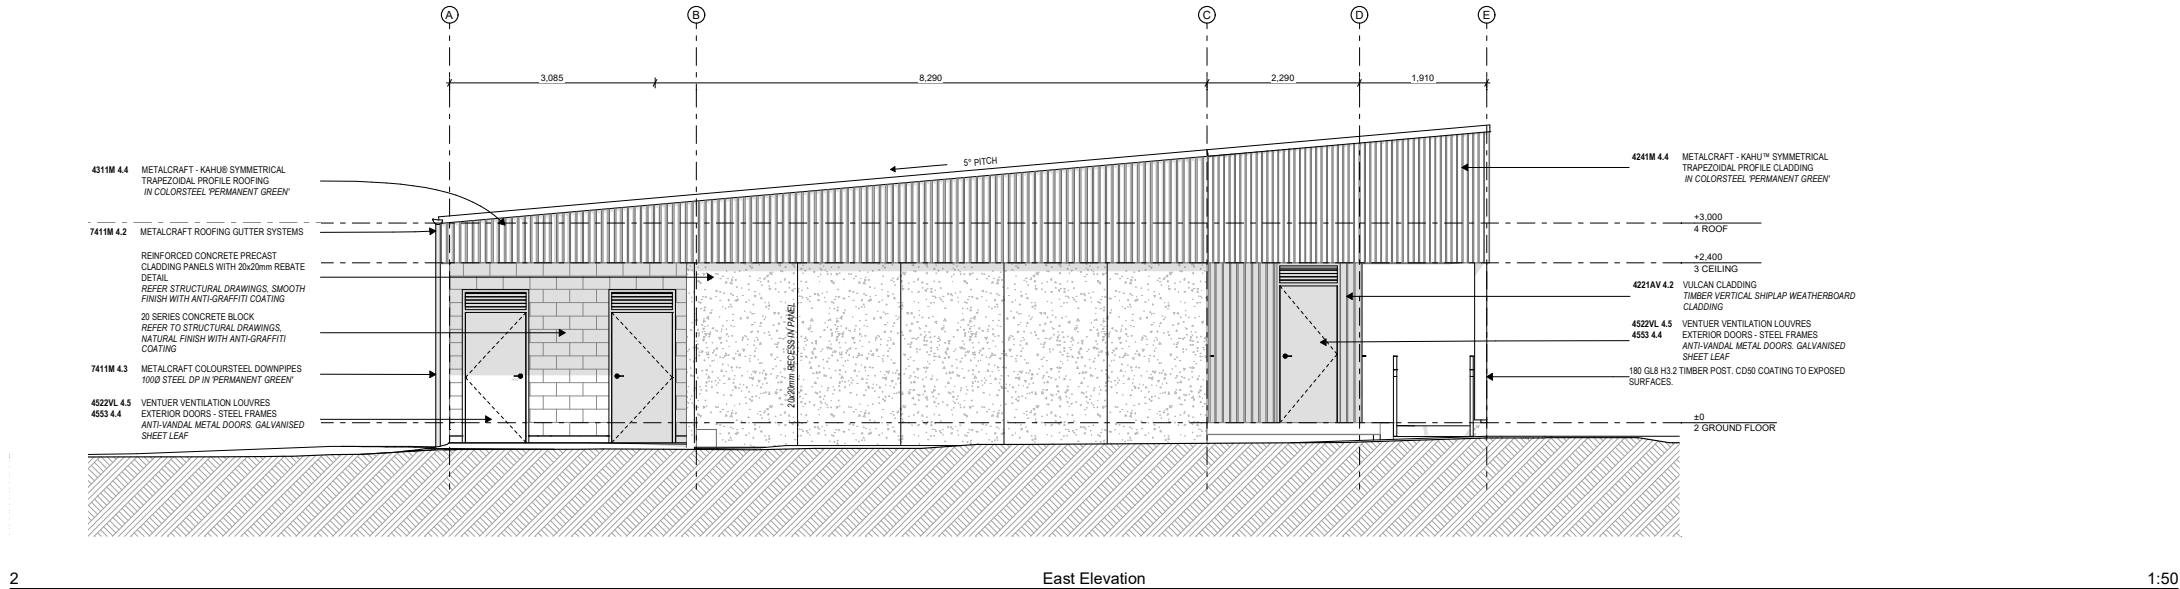 A
B
C
D
E
3,085
8,290
2,290
1,910
5° PITCH
4311M 4.4 METALCRAFT - KAHU® SYMMETRICAL
TRAPEZOIDAL PROFILE ROOFING
IN COLORSTEEL 'PERMANENT GREEN'
7411M 4.2 METALCRAFT ROOFING GUTTER SYSTEMS
REINFORCED CONCRETE PRECAST
CLADDING PANELS WITH 20x20mm REBATE
DETAIL
REFER STRUCTURAL DRAWINGS, SMOOTH
FINISH WITH ANTI-GRAFFITI COATING
20 SERIES CONCRETE BLOCK
REFER TO STRUCTURAL DRAWINGS,
NATURAL FINISH WITH ANTI-GRAFFITI
COATING
7411M 4.3 METALCRAFT COLOURSTEEL DOWNPIPES
100Ø STEEL DP IN 'PERMANENT GREEN'
4522VL 4.5 VENTUER VENTILATION LOUVRES
4553 4.4 EXTERIOR DOORS - STEEL FRAMES
ANTI-VANDAL METAL DOORS. GALVANISED
SHEET LEAF
20x20mm RECESS IN PANEL
4241M 4.4 METALCRAFT - KAHU™ SYMMETRICAL
TRAPEZOIDAL PROFILE CLADDING
IN COLORSTEEL 'PERMANENT GREEN'
+3,000
4 ROOF
+2,400
3 CEILING
4221AV 4.2 VULCAN CLADDING
TIMBER VERTICAL SHIPLAP WEATHERBOARD
CLADDING
4522VL 4.5 VENTUER VENTILATION LOUVRES
4553 4.4 EXTERIOR DOORS - STEEL FRAMES
ANTI-VANDAL METAL DOORS. GALVANISED
SHEET LEAF
180 GL8 H3.2 TIMBER POST. CD50 COATING TO EXPOSED
SURFACES.
±0
2 GROUND FLOOR
2
East Elevation
1:50